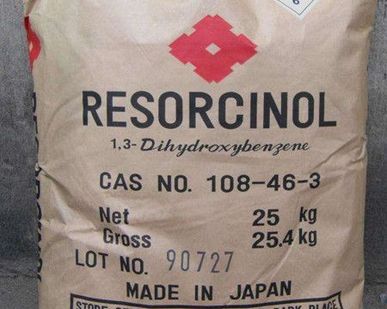 6
RESORCINOL
1,3-Dihydroxybenzene
CAS NO. 108-46-3
Net 25 kg
Gross 25.4 kg
LOT NO. 90727
MADE IN JAPAN